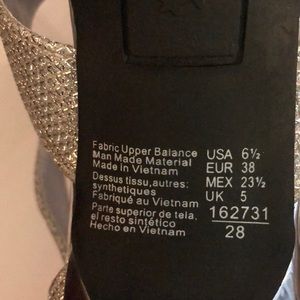 Fabric Upper Balance
Man Made Material
Made in Vietnam
Dessus tissu,autres:
synthetiques
Fabriqué au Vietnam
Parte superior de tela.
el resto sintético
Hecho en Vietnam
USA 6½
EUR 38
MEX 23½
UK 5
162731
28